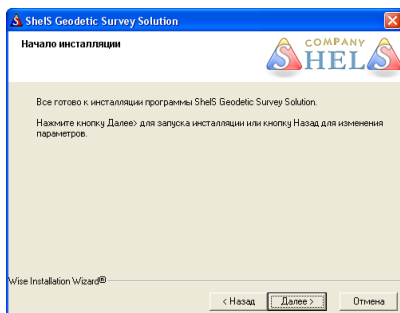 ShelS Geodetic Survey Solution
Начало инсталляции
COMPANY
SHELS
Все готово к инсталляции программы ShelS Geodetic Survey Solution.
Нажмите кнопку Далее> для запуска инсталляции или кнопку Назад для изменения
параметров.
Wise Installation Wizard®
< Назад
Далее >
Отмена